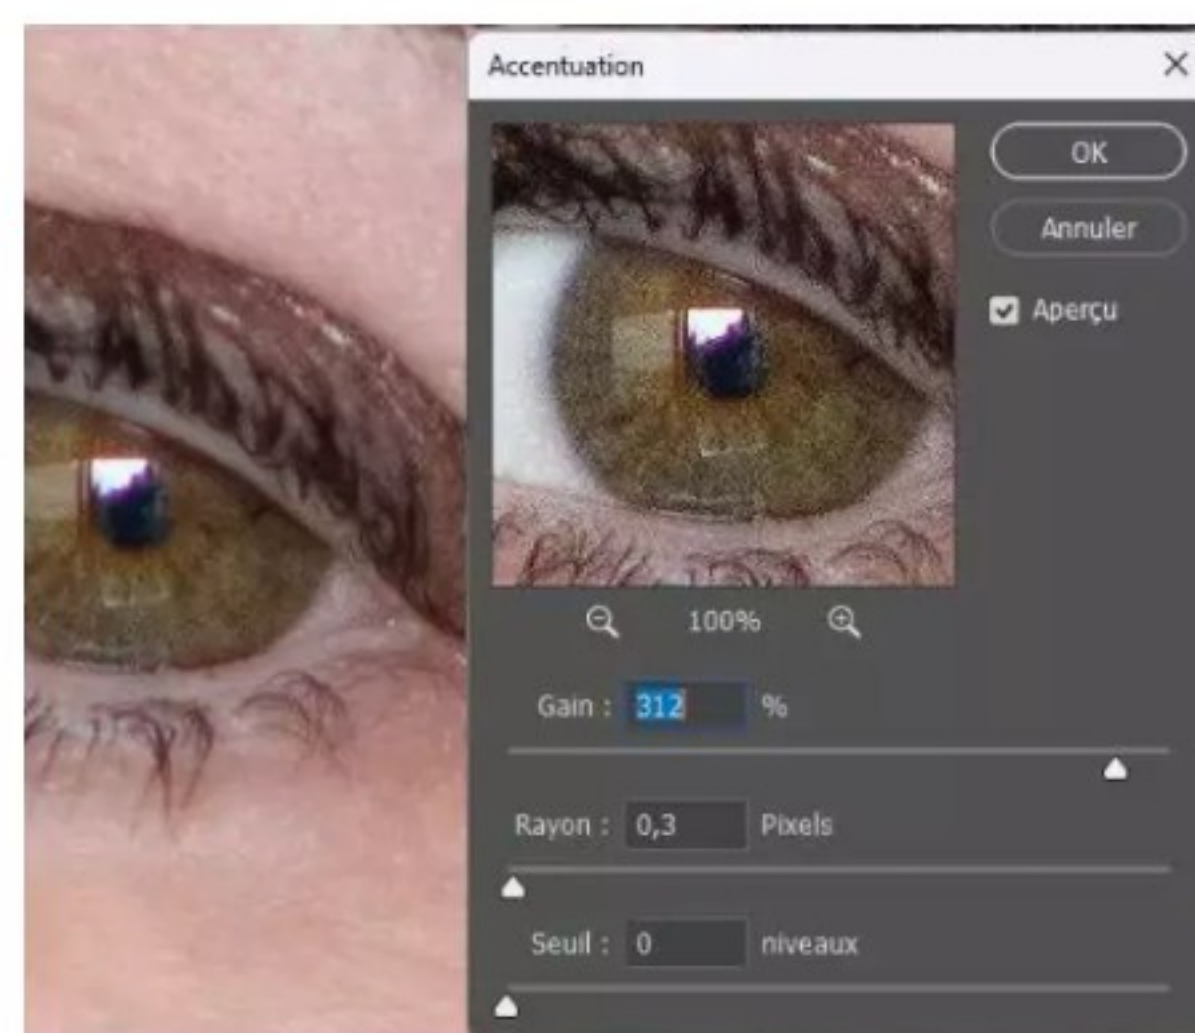 Accentuation
OK
Annuler
Aperçu
100%
Gain : 312 %
Rayon : 0,3 Pixels
Seuil : 0 niveaux